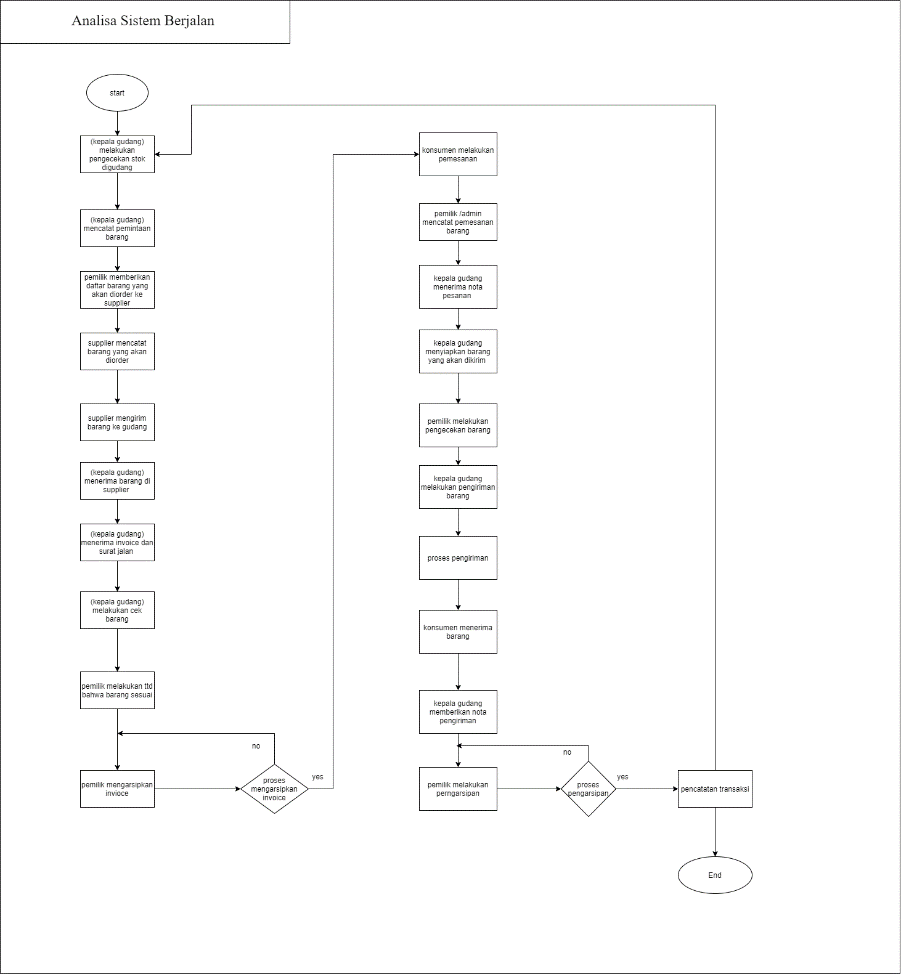 Analisa Sistem Berjalan
start
(kepala gudang)
melakukan
pengecekan stok
digudang
(kepala gudang)
mencatat pemintaan
barang
pemilik memberikan
daftar barang yang
akan diorder ke
supplier
supplier mencatat
barang yang akan
diorder
supplier mengirim
barang ke gudang
(kepala gudang)
menerima barang di
supplier
(kepala gudang)
menerima invoice dan
surat jalan
(kepala gudang)
melakukan cek
barang
pemilik melakukan ttd
bahwa barang sesuai
no
pemilik mengarsipkan
invioce
proses
mengarsipkan
invoice
yes
konsumen melakukan
pemesanan
pemilik /admin
mencatat pemesanan
barang
kepala gudang
menerima nota
pesanan
kepala gudang
menyiapkan barang
yang akan dikirim
pemilik melakukan
pengecekan barang
kepala gudang
melakukan pengiriman
barang
proses pengiriman
konsumen menerima
barang
kepala gudang
memberikan nota
pengiriman
no
pemilik melakukan
perngarsipan
proses
pengarsipan
yes
pencatatan transaksi
End